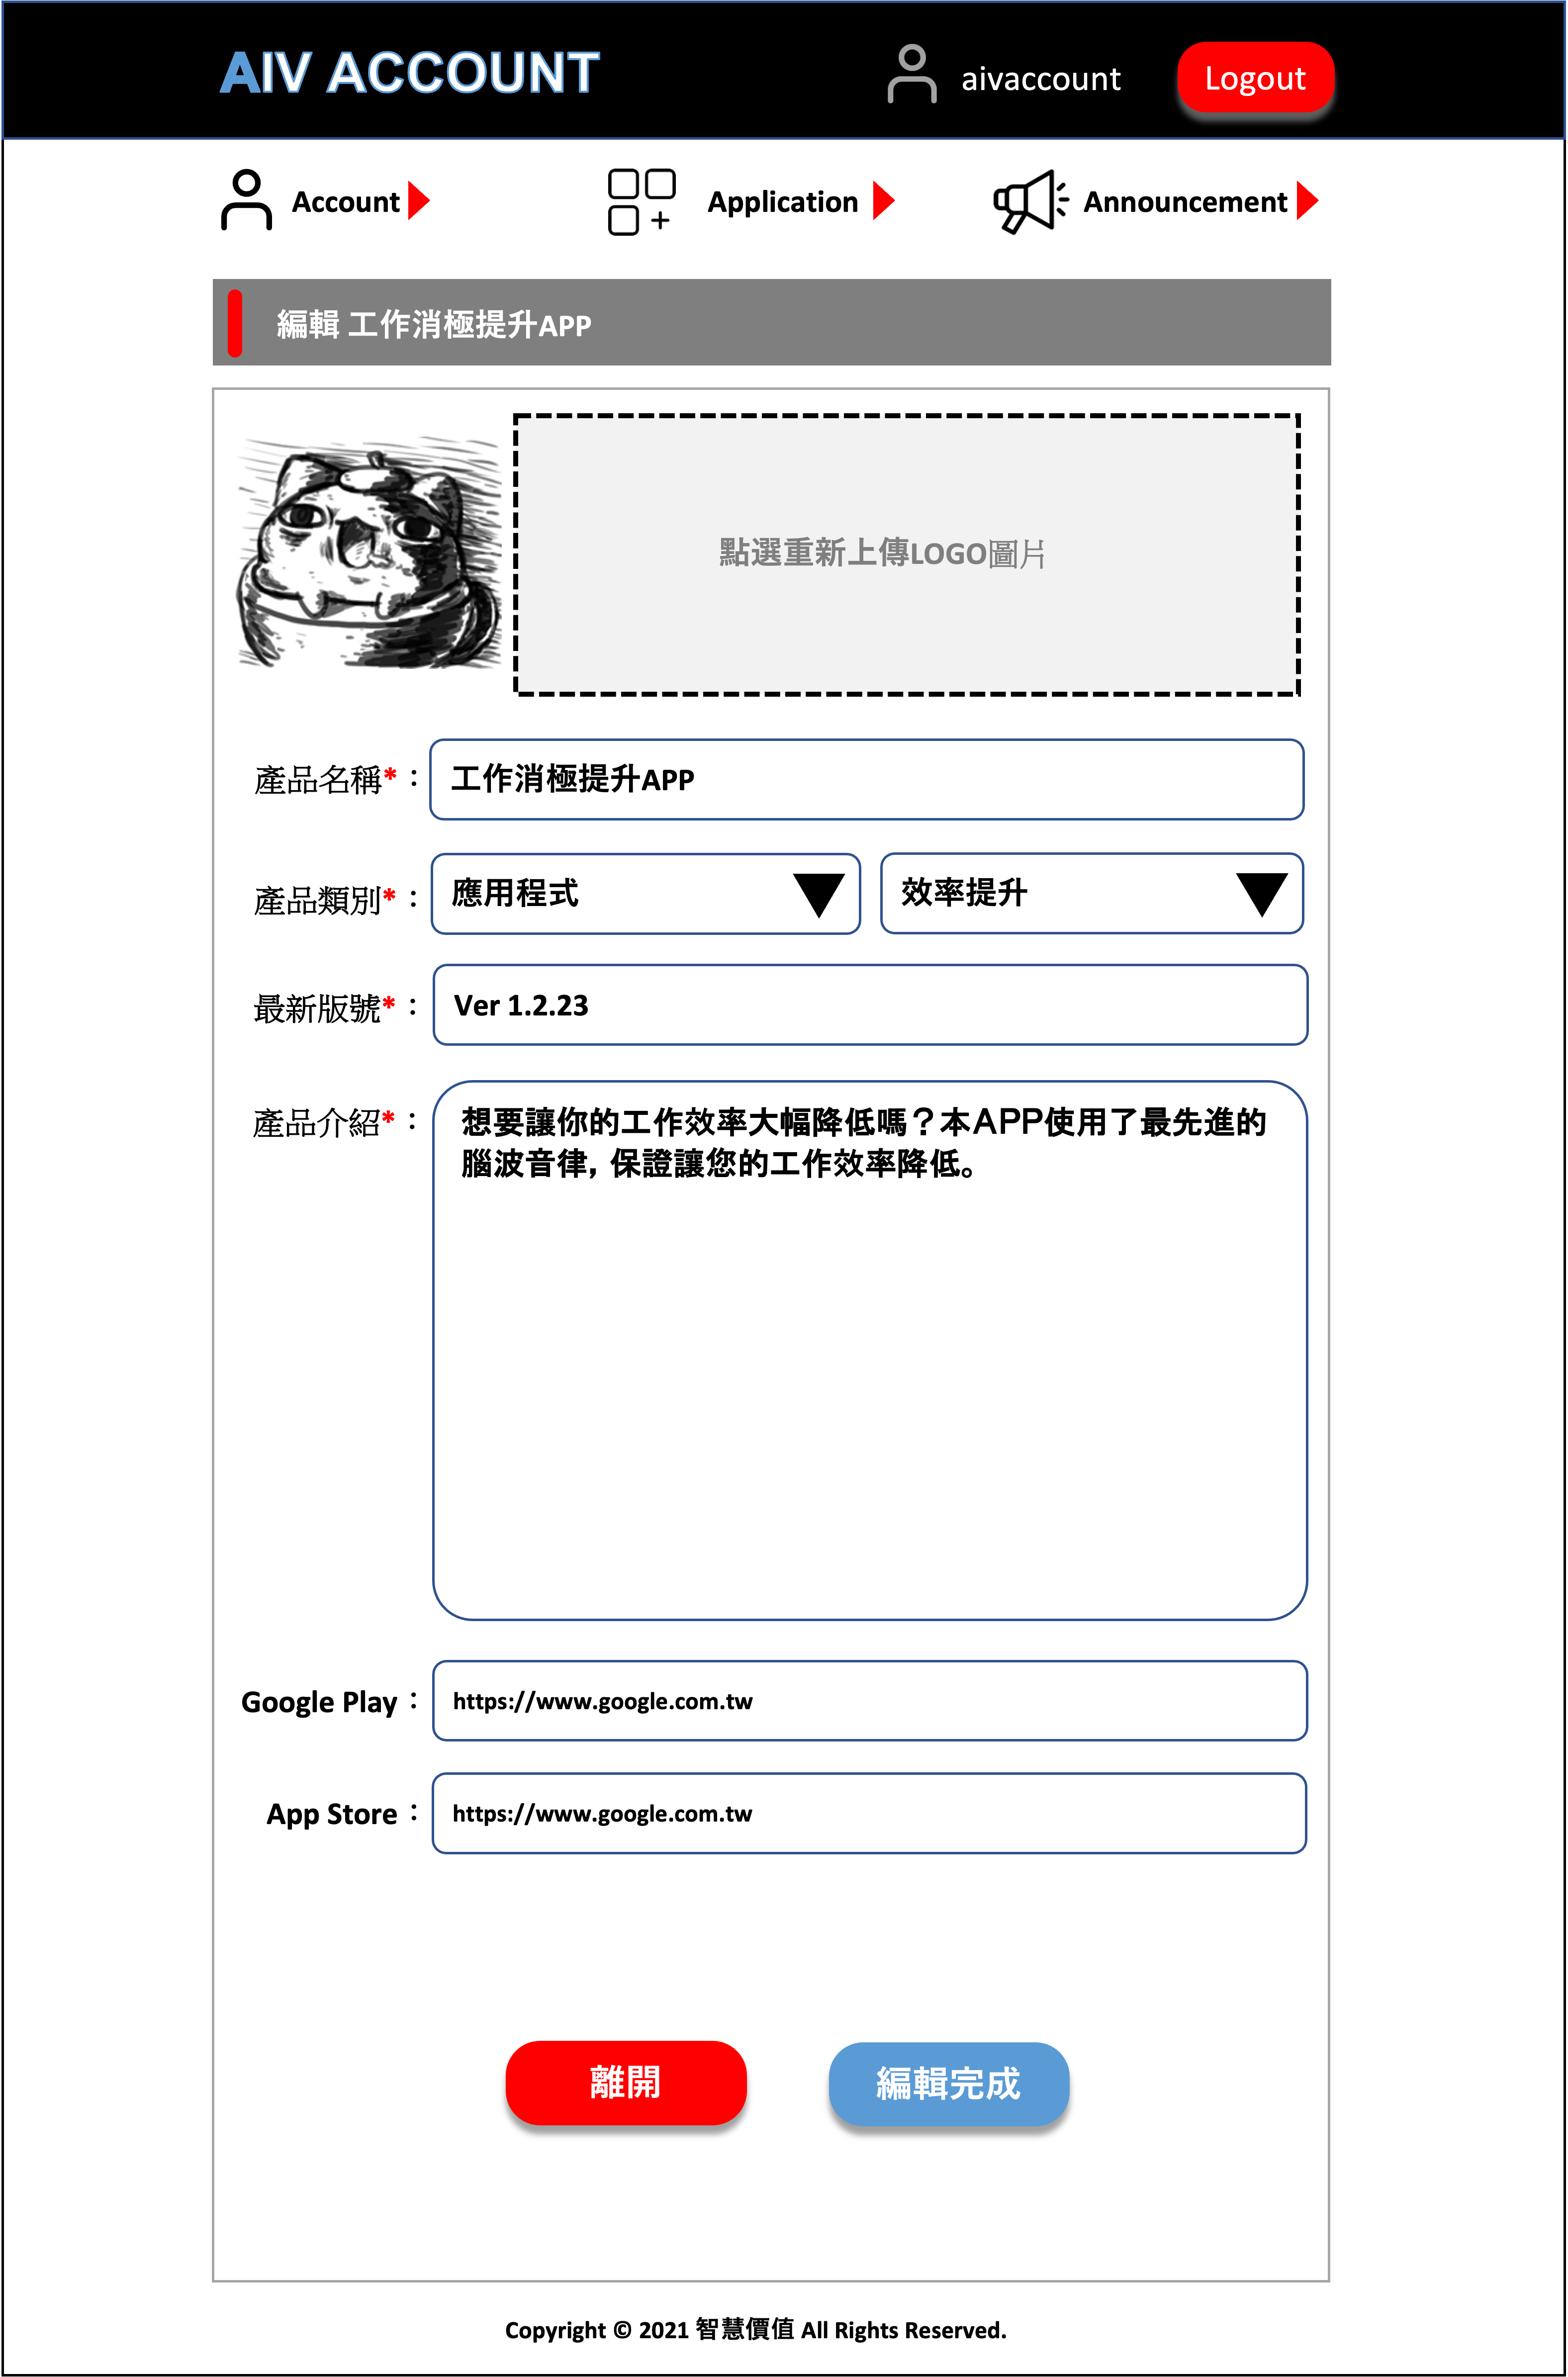 AIV ACCOUNT
aivaccount
Logout
Account
Application
Announcement
編輯 工作消極提升APP
點選重新上傳LOGO圖片
產品名稱*：
工作消極提升APP
產品類別*：
應用程式
效率提升
最新版號*：
Ver 1.2.23
產品介紹*：
想要讓你的工作效率大幅降低嗎？本APP使用了最先進的
腦波音律，保證讓您的工作效率降低。
Google Play：
https://www.google.com.tw
App Store：
https://www.google.com.tw
離開
編輯完成
Copyright © 2021 智慧價值 All Rights Reserved.